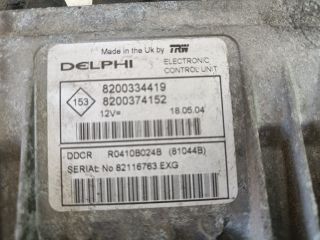 Made in the Uk by TRW
DELPHI
ELECTRONIC
CONTROL UNIT
153
8200334419
8200374152
12V= 18.05.04
DDCR R0410B024B (81044B)
SERIAL No 82116763 EXG